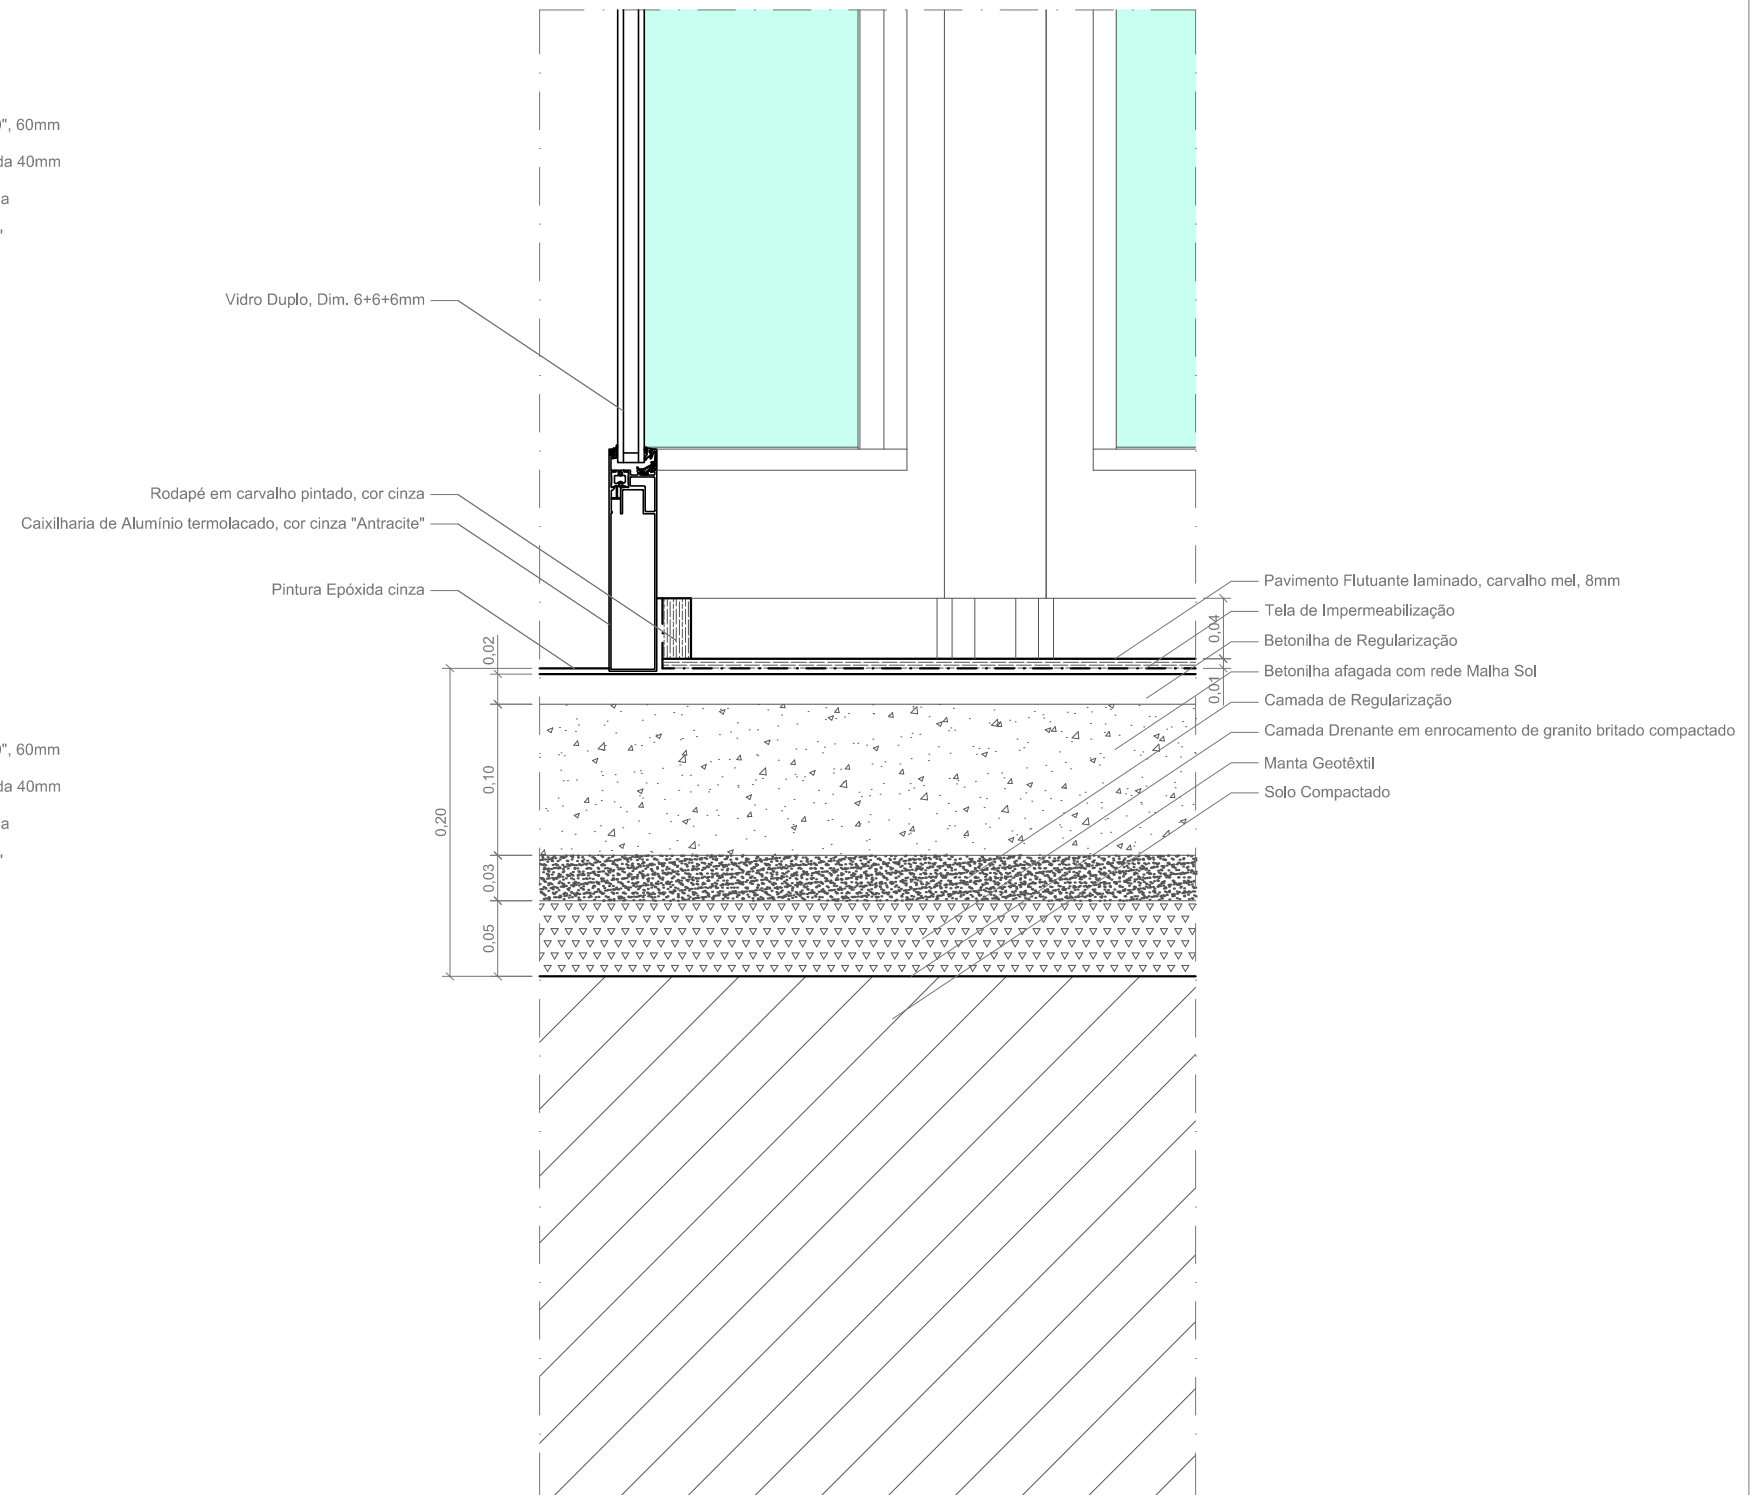 ", 60mm
da 40mm
a
"
Vidro Duplo, Dim. 6+6+6mm
Rodapé em carvalho pintado, cor cinza
Caixilharia de Alumínio termolacado, cor cinza "Antracite"
Pintura Epóxida cinza
Pavimento Flutuante laminado, carvalho mel, 8mm
Tela de Impermeabilização
Betonilha de Regularização
Betonilha afagada com rede Malha Sol
Camada de Regularização
Camada Drenante em enrocamento de granito britado compactado
Manta Geotêxtil
Solo Compactado
0,04
0,01
0,02
0,10
0,20
0,03
0,05
", 60mm
da 40mm
a
"